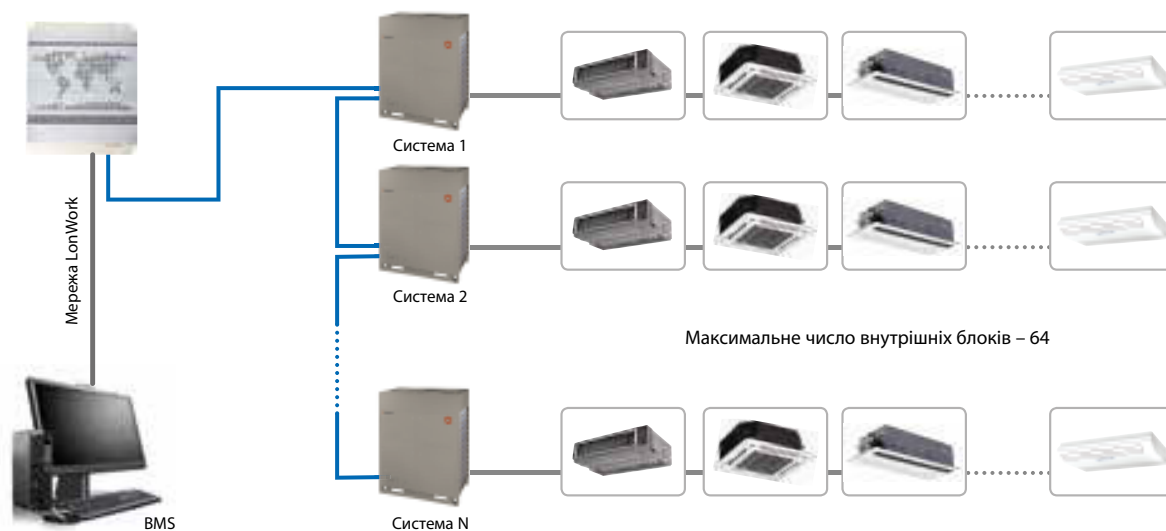 Система 1
Мережа LonWork
Система 2
Максимальне число внутрішніх блоків – 64
BMS
Система N